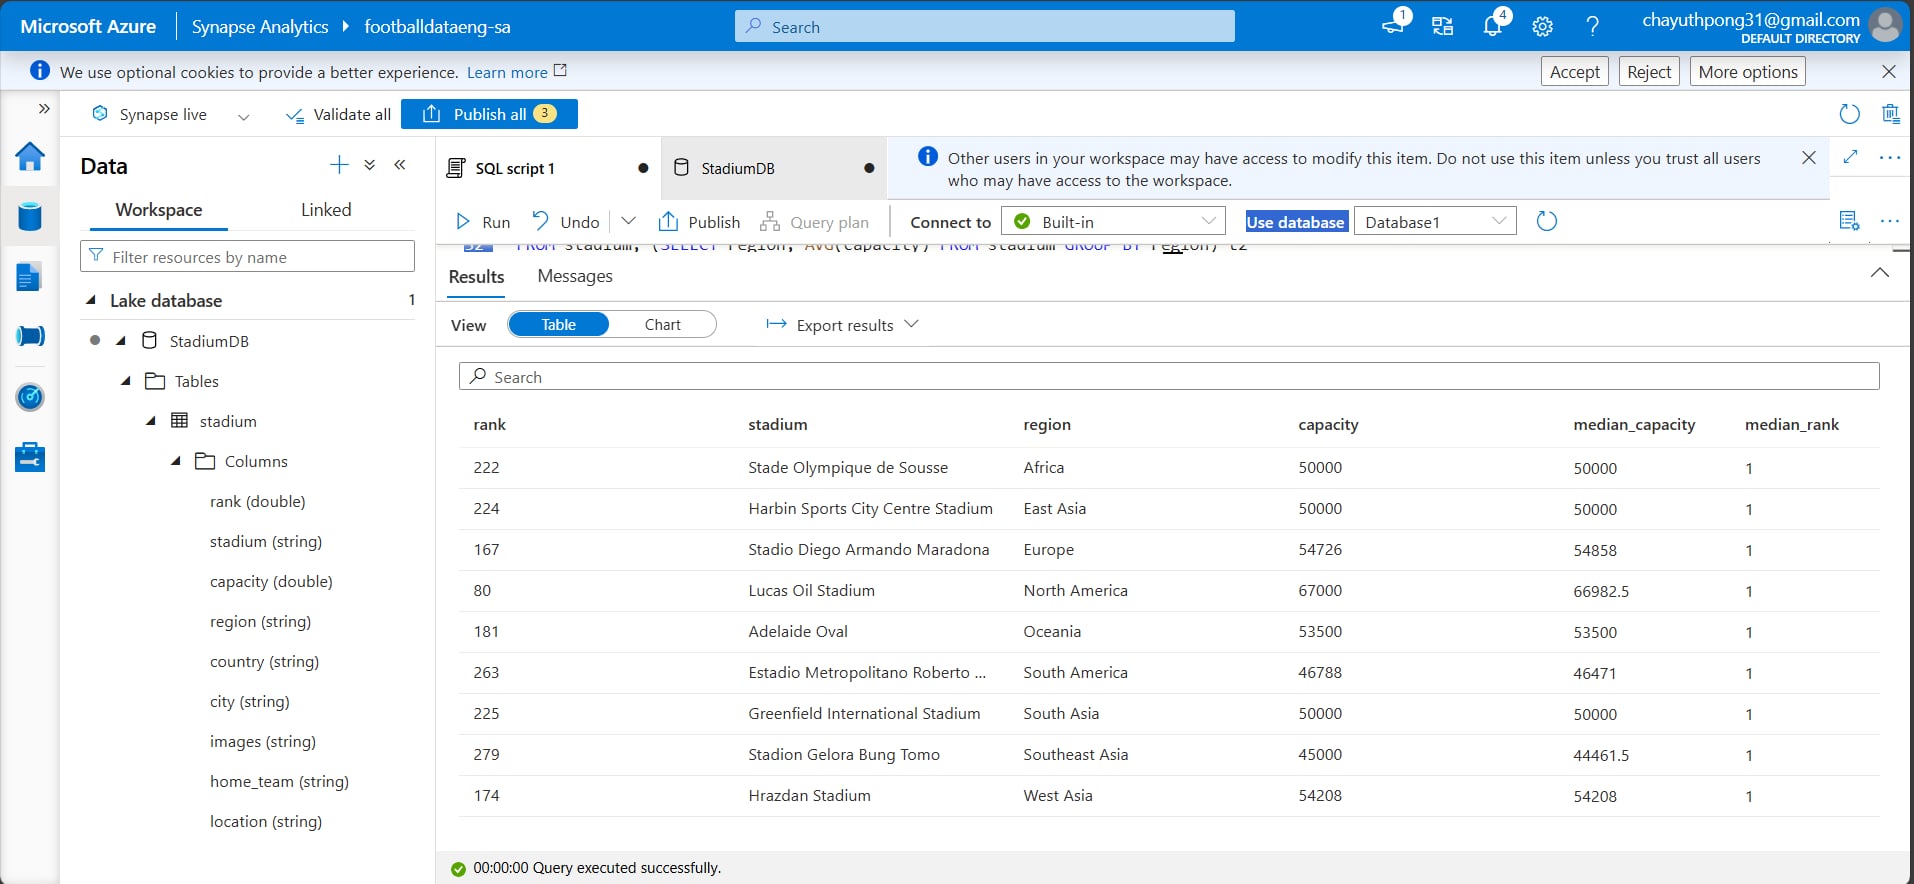 Microsoft Azure Synapse Analytics footballdataeng-sa Search 1 4 ? chayuthpong31@gmail.com
DEFAULT DIRECTORY
We use optional cookies to provide a better experience. Learn more Accept Reject More options
Synapse live Validate all Publish all 3
Data
Workspace Linked
Filter resources by name
Lake database 1
StadiumDB
Tables
stadium
Columns
rank (double)
stadium (string)
capacity (double)
region (string)
country (string)
city (string)
images (string)
home_team (string)
location (string)
SQL script 1 StadiumDB
Other users in your workspace may have access to modify this item. Do not use this item unless you trust all users
who may have access to the workspace.
Run Undo Publish Query plan Connect to Built-in Use database Database1
32 FROM stadium, (SELECT region, AVG(capacity) FROM stadium GROUP BY region) t2
Results Messages
View Table Chart Export results
Search
rank stadium region capacity median_capacity median_rank
222 Stade Olympique de Sousse Africa 50000 50000 1
224 Harbin Sports City Centre Stadium East Asia 50000 50000 1
167 Stadio Diego Armando Maradona Europe 54726 54858 1
80 Lucas Oil Stadium North America 67000 66982.5 1
181 Adelaide Oval Oceania 53500 53500 1
263 Estadio Metropolitano Roberto ... South America 46788 46471 1
225 Greenfield International Stadium South Asia 50000 50000 1
279 Stadion Gelora Bung Tomo Southeast Asia 45000 44461.5 1
174 Hrazdan Stadium West Asia 54208 54208 1
00:00:00 Query executed successfully.